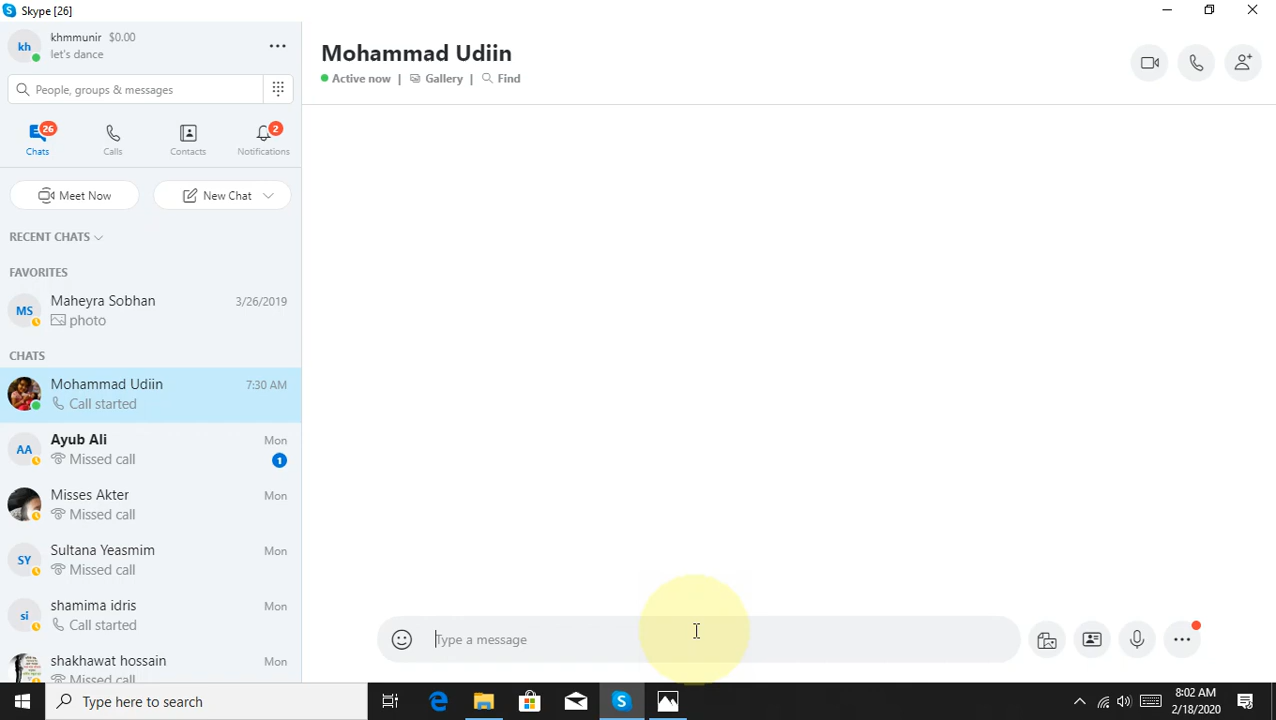 Skype [26]
kh
khmmunir $0.00
let's dance
People, groups & messages
26
Chats
Calls
Contacts
2
Notifications
Meet Now
New Chat
RECENT CHATS
FAVORITES
MS
Maheyra Sobhan 3/26/2019
photo
CHATS
Mohammad Udiin 7:30 AM
Call started
AA
Ayub Ali Mon
Missed call 1
Misses Akter Mon
Missed call
SY
Sultana Yeasmim Mon
Missed call
si
shamima idris Mon
Call started
shakhawat hossain Mon
Missed call
Mohammad Udiin
Active now | Gallery | Find
Type a message
Type here to search
8:02 AM
2/18/2020